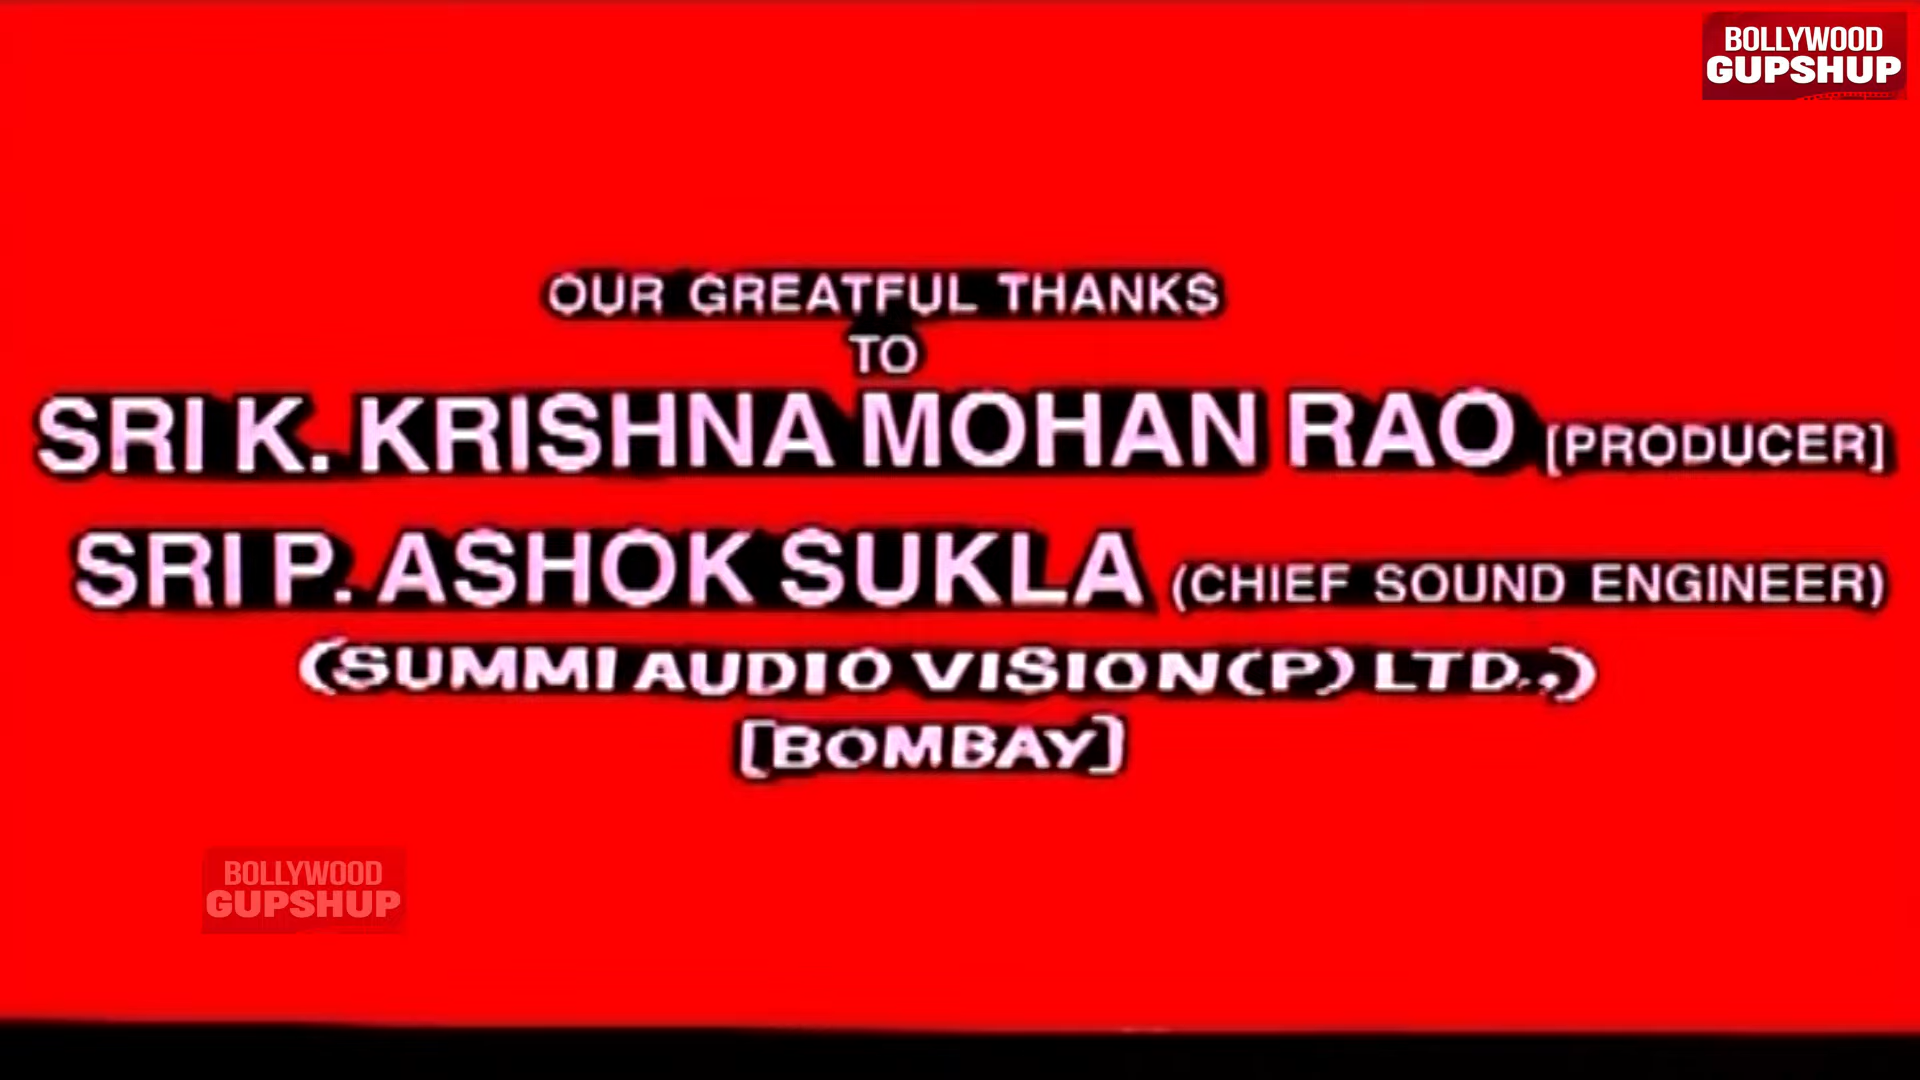 BOLLYWOOD
GUPSHUP
OUR GREATFUL THANKS
TO
SRI K. KRISHNA MOHAN RAO [PRODUCER]
SRI P. ASHOK SUKLA (CHIEF SOUND ENGINEER)
(SUMMI AUDIO VISION(P) LTD.,)
[BOMBAY]
BOLLYWOOD
GUPSHUP